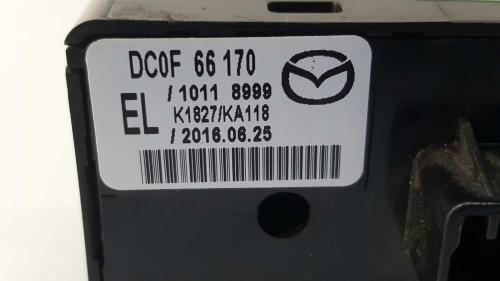 DC0F 66 170
/1011 8999
EL K1827/KA118
/2016.06.25